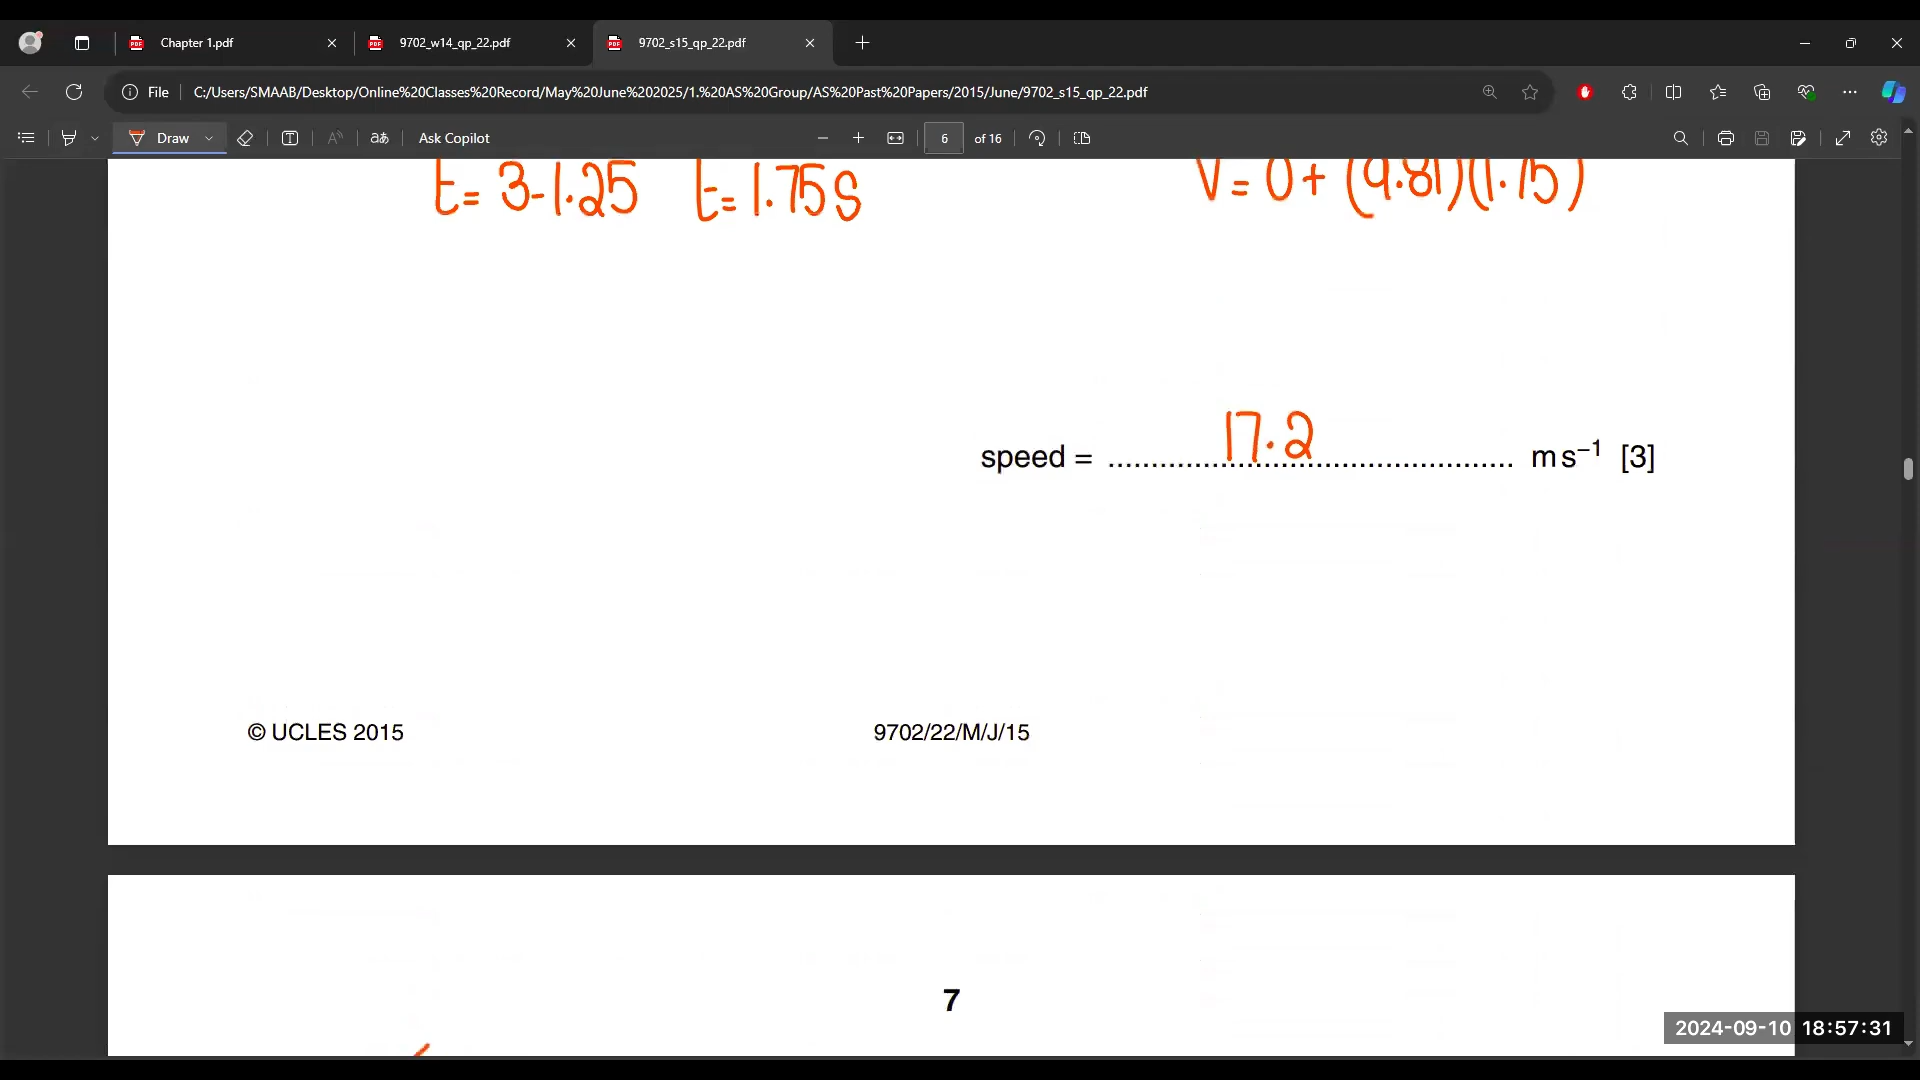 Chapter 1.pdf
9702_w14_qp_22.pdf
9702_s15_qp_22.pdf
File
C:/Users/SMAAB/Desktop/Online%20Classes%20Record/May%20June%202025/1.%20AS%20Group/AS%20Past%20Papers/2015/June/9702_s15_qp_22.pdf
Draw
Ask Copilot
6 of 16
t= 3-1.25 t= 1.75s
V= 0+ (9.81)(1.75)
17.2
speed = .............................................. m s⁻¹ [3]
© UCLES 2015
9702/22/M/J/15
7
2024-09-10 18:57:31